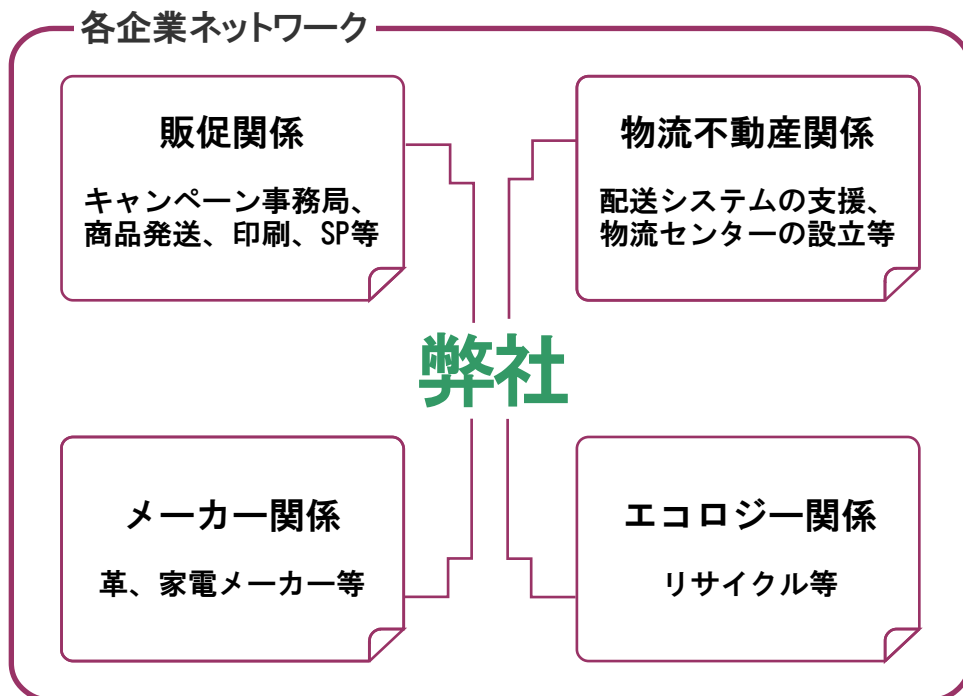 各企業ネットワーク
販促関係
キャンペーン事務局、
商品発送、印刷、SP等
物流不動産関係
配送システムの支援、
物流センターの設立等
弊社
メーカー関係
革、家電メーカー等
エコロジー関係
リサイクル等